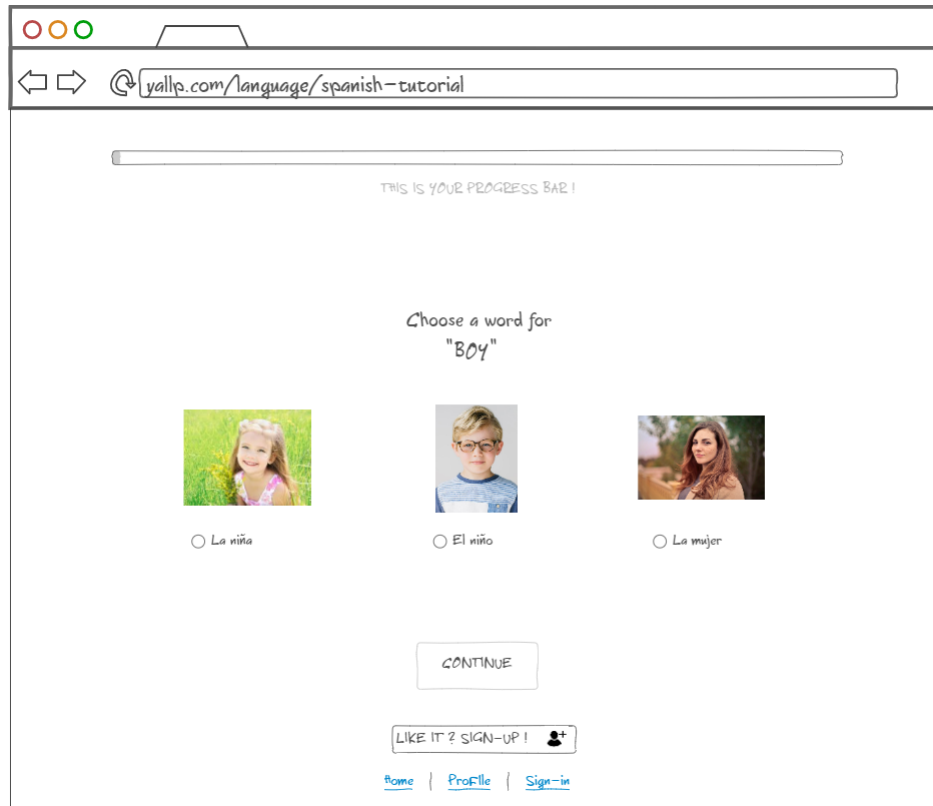 yallp.com/language/spanish-tutorial
THIS IS YOUR PROGRESS BAR !
Choose a word for
"BOY"
La niña
El niño
La mujer
CONTINUE
LIKE IT ? SIGN-UP !
Home | Profile | Sign-in